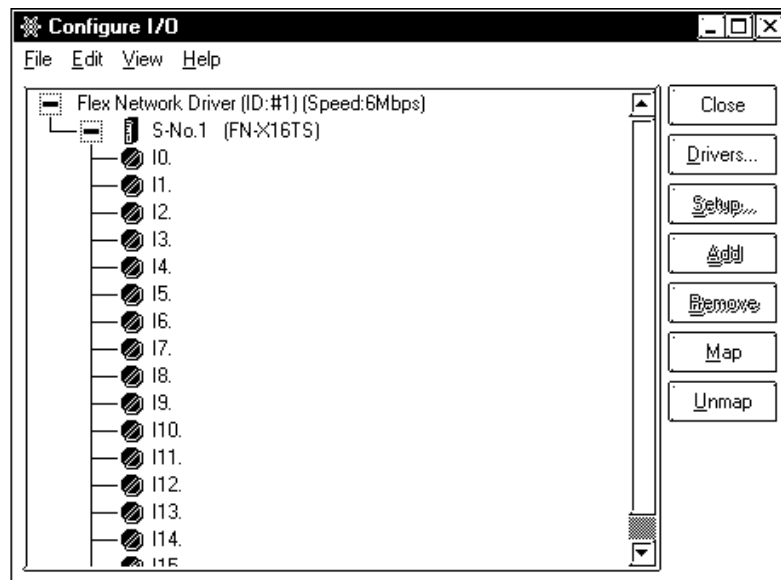 Configure I/O
File Edit View Help
Flex Network Driver (ID:#1) (Speed:6Mbps)
S-No.1 (FN-X16TS)
I0.
I1.
I2.
I3.
I4.
I5.
I6.
I7.
I8.
I9.
I10.
I11.
I12.
I13.
I14.
I15.
Close
Drivers...
Setup...
Add
Remove
Map
Unmap